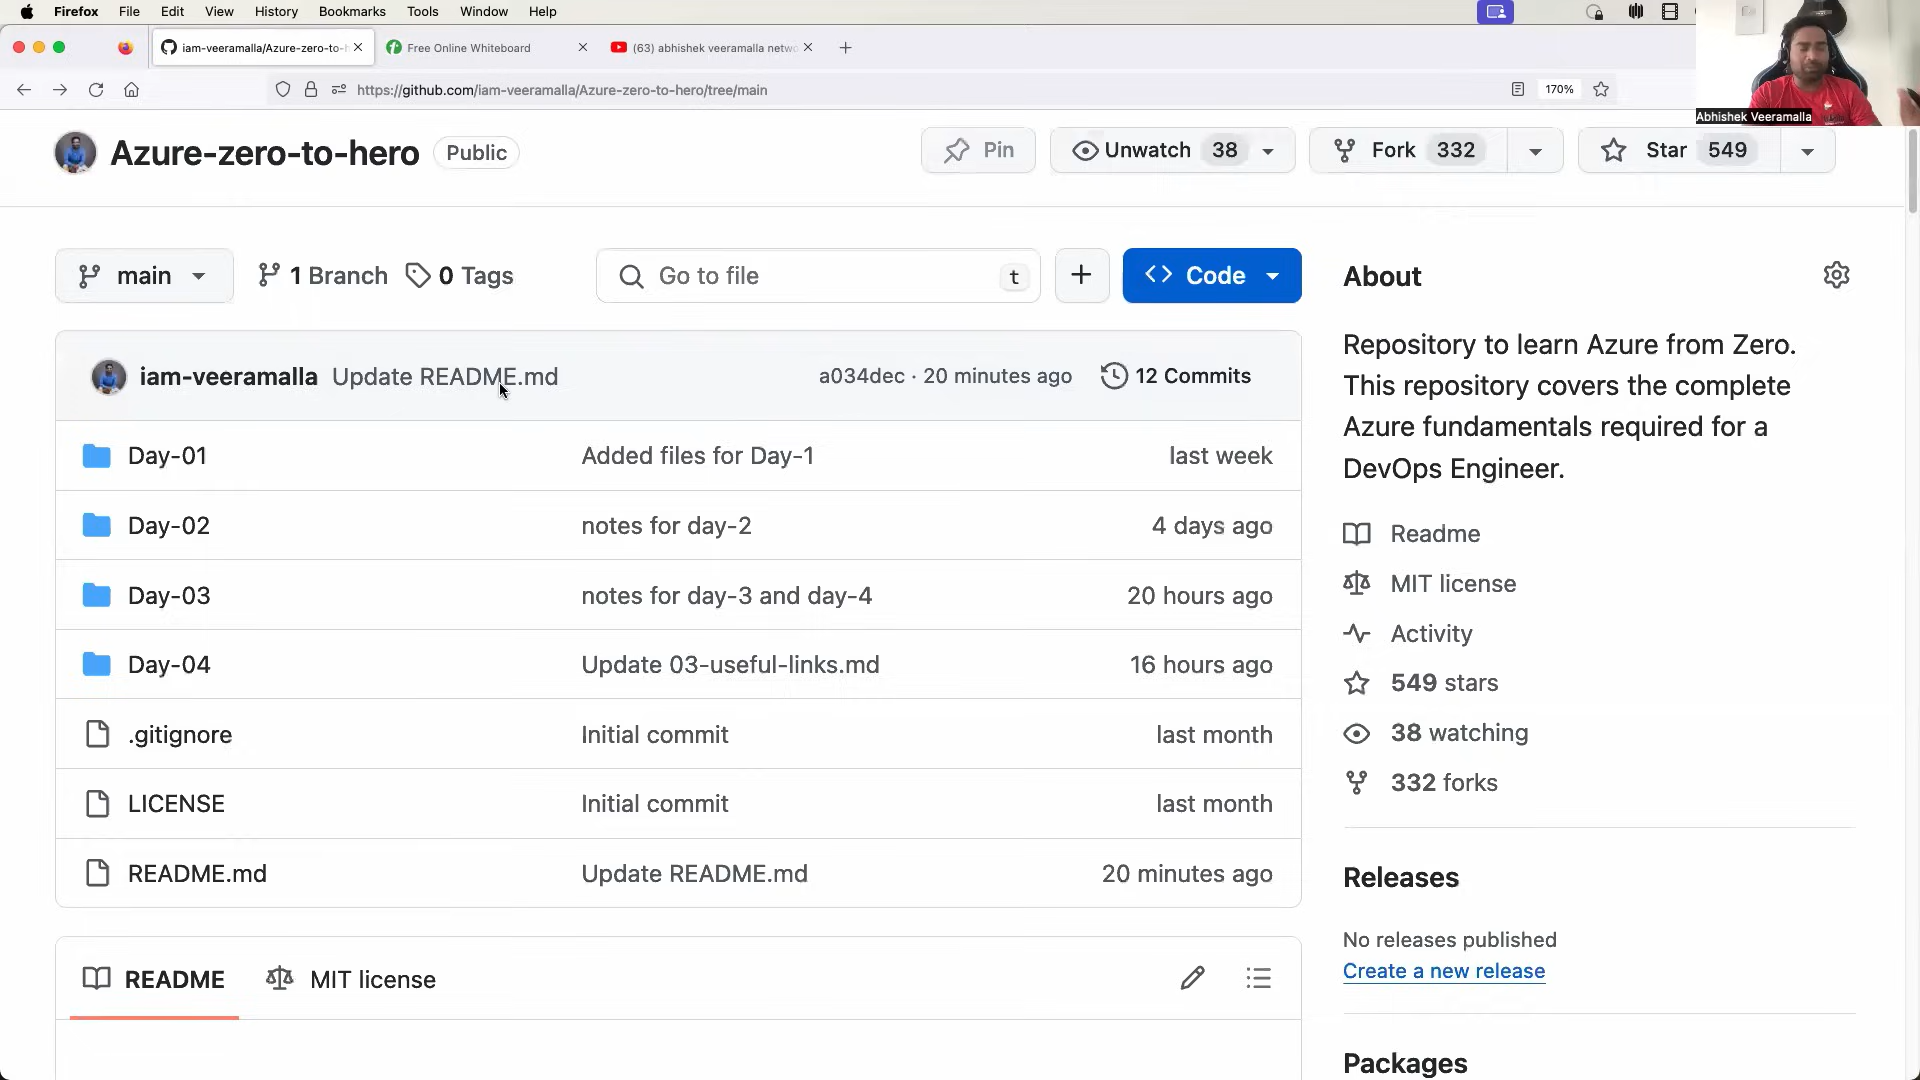 Firefox File Edit View History Bookmarks Tools Window Help
iam-veeramalla/Azure-zero-to-h
Free Online Whiteboard
(63) abhishek veeramalla netwo
https://github.com/iam-veeramalla/Azure-zero-to-hero/tree/main
170%
Abhishek Veeramalla
Azure-zero-to-hero
Public
Pin
Unwatch 38
Fork 332
Star 549
main
1 Branch
0 Tags
Go to file
t
Code
iam-veeramalla Update README.md
a034dec · 20 minutes ago
12 Commits
Day-01 Added files for Day-1 last week
Day-02 notes for day-2 4 days ago
Day-03 notes for day-3 and day-4 20 hours ago
Day-04 Update 03-useful-links.md 16 hours ago
.gitignore Initial commit last month
LICENSE Initial commit last month
README.md Update README.md 20 minutes ago
README
MIT license
About
Repository to learn Azure from Zero.
This repository covers the complete
Azure fundamentals required for a
DevOps Engineer.
Readme
MIT license
Activity
549 stars
38 watching
332 forks
Releases
No releases published
Create a new release
Packages